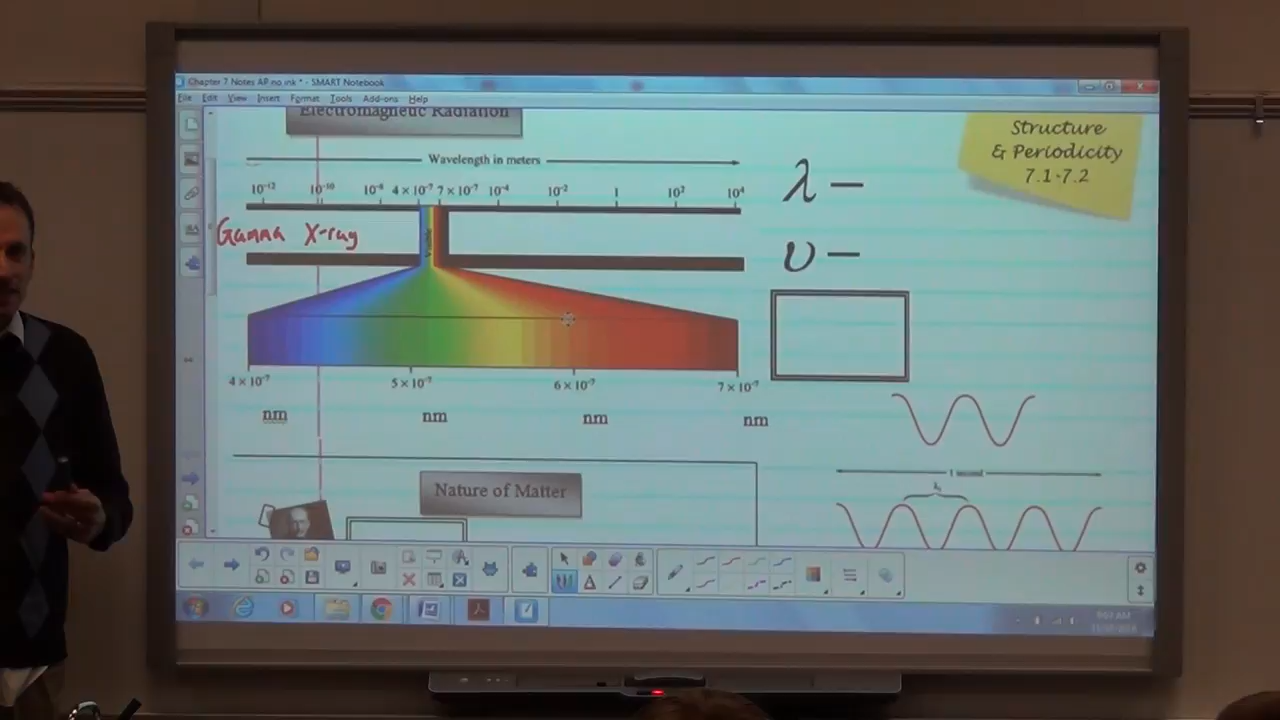 Chapter 7 Notes AP no ink * - SMART Notebook
File Edit View Insert Format Tools Add-ons Help
Electromagnetic Radiation
Structure
& Periodicity
7.1-7.2
Wavelength in meters
10⁻¹² 10⁻¹⁰ 10⁻⁸ 4 × 10⁻⁷ 7 × 10⁻⁷ 10⁻⁴ 10⁻² 1 10² 10⁴
λ –
Gamma X-ray
Visible
υ –
4 × 10⁻⁷ 5 × 10⁻⁷ 6 × 10⁻⁷ 7 × 10⁻⁷
nm nm nm nm
Nature of Matter